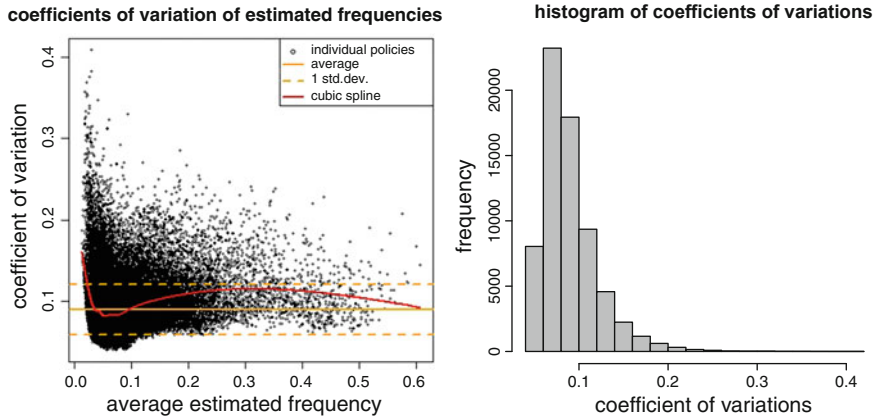 coefficients of variation of estimated frequencies
coefficient of variation
0.4
0.3
0.2
0.1
individual policies
average
1 std.dev.
cubic spline
0.0 0.1 0.2 0.3 0.4 0.5 0.6
average estimated frequency
histogram of coefficients of variations
frequency
20000
15000
10000
5000
0
0.1 0.2 0.3 0.4
coefficient of variations